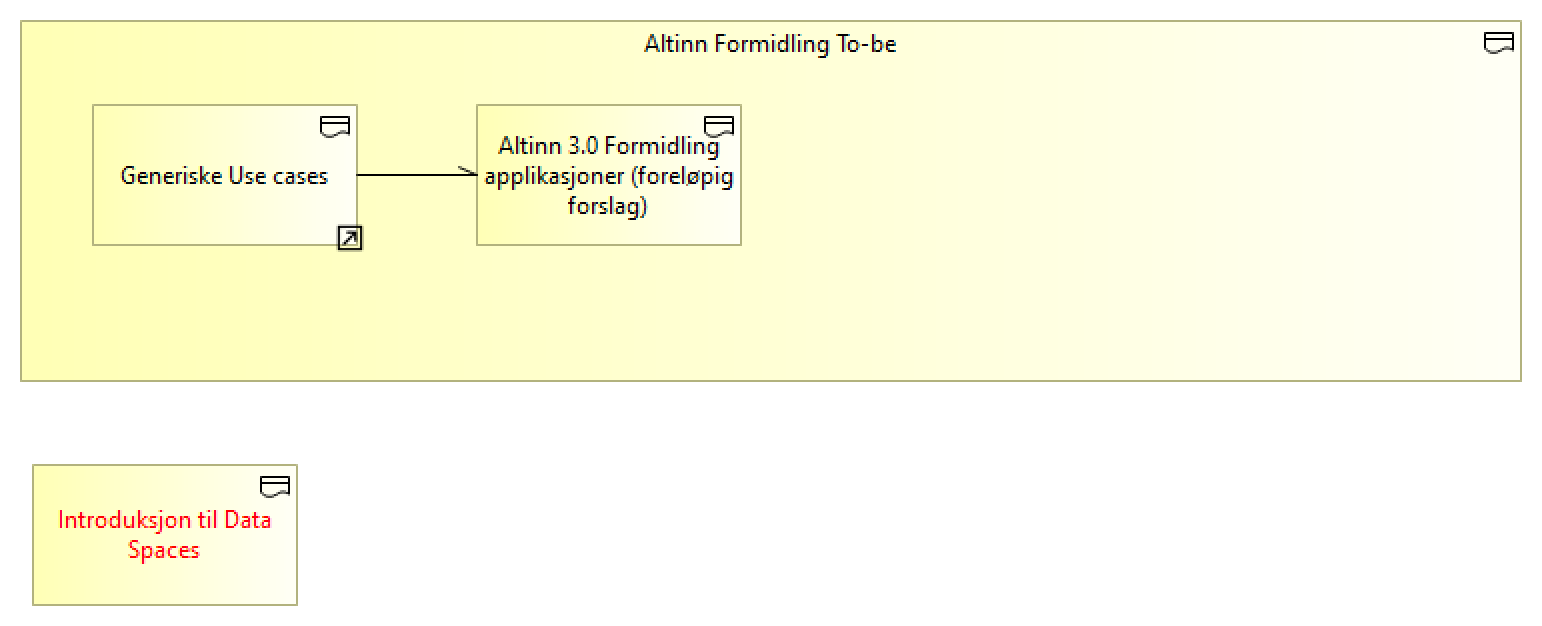 Altinn Formidling To-be
Generiske Use cases
Altinn 3.0 Formidling
applikasjoner (foreløpig
forslag)
Introduksjon til Data
Spaces